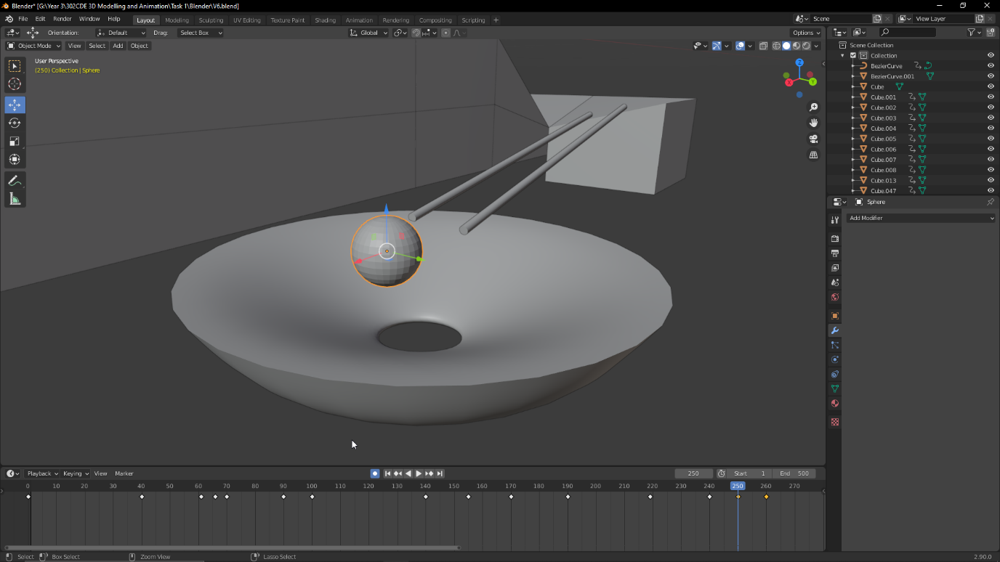 Blender* [G:\Year 3\302CDE 3D Modelling and Animation\Task 1\Blender\V6.blend]
File Edit Render Window Help Layout Modeling Sculpting UV Editing Texture Paint Shading Animation Rendering Compositing Scripting + Scene View Layer
Orientation: Default Drag: Select Box Global Options
Object Mode View Select Add Object
User Perspective
(250) Collection | Sphere
Z
X Y
Scene Collection
Collection
BezierCurve
BezierCurve.001
Cube
Cube.001
Cube.002
Cube.003
Cube.004
Cube.005
Cube.006
Cube.007
Cube.008
Cube.013
Cube.047
Sphere
Add Modifier
Playback Keying View Marker 250 Start 1 End 500
0 10 20 30 40 50 60 70 80 90 100 110 120 130 140 150 160 170 180 190 200 210 220 230 240 250 260 270
Select Box Select Zoom View Lasso Select 2.90.0